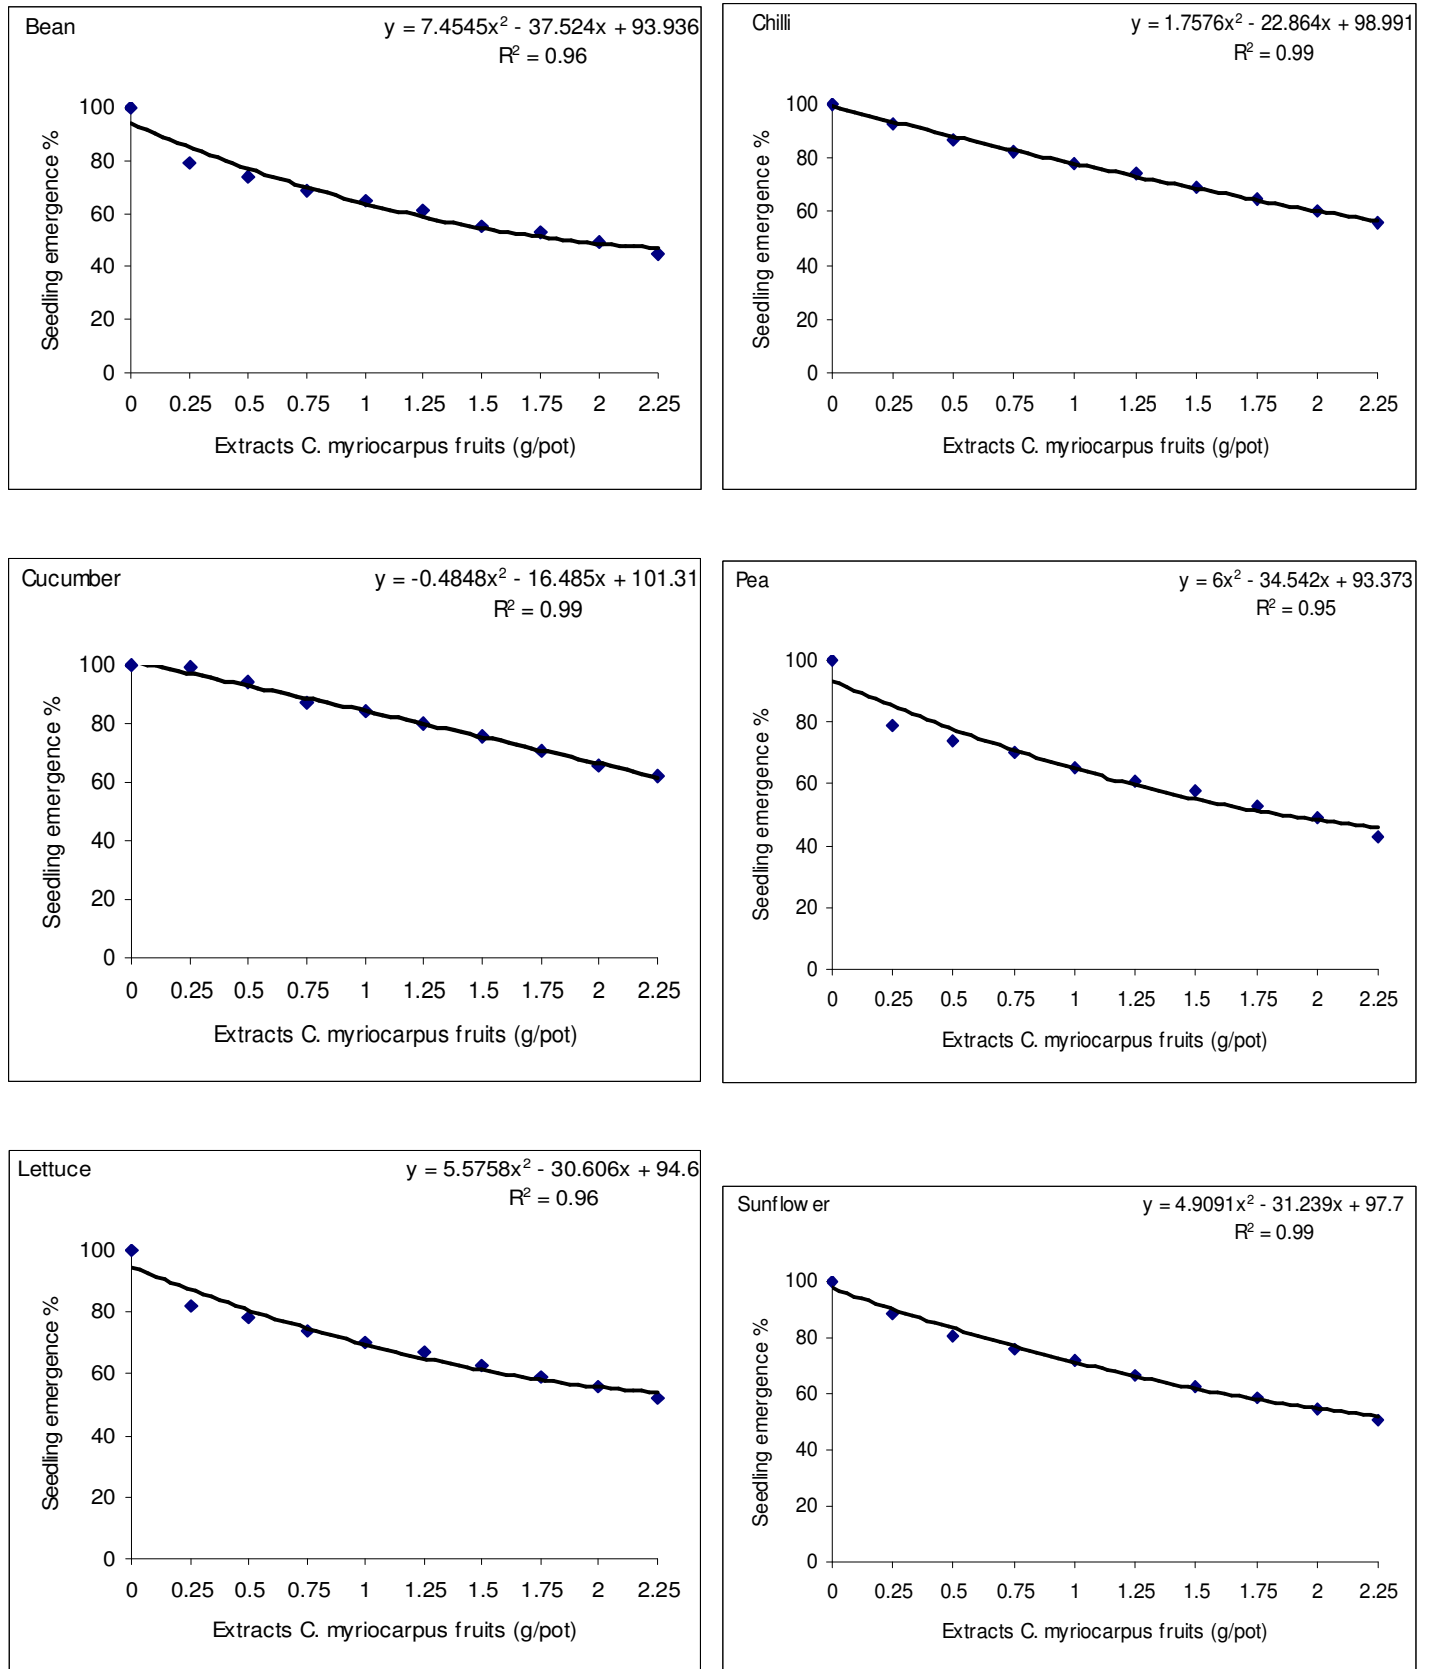 Bean
y = 7.4545x² - 37.524x + 93.936
R² = 0.96
100
80
60
40
20
0
Seedling emergence %
0 0.25 0.5 0.75 1 1.25 1.5 1.75 2 2.25
Extracts C. myriocarpus fruits (g/pot)
Chilli
y = 1.7576x² - 22.864x + 98.991
R² = 0.99
100
80
60
40
20
0
Seedling emergence %
0 0.25 0.5 0.75 1 1.25 1.5 1.75 2 2.25
Extracts C. myriocarpus fruits (g/pot)
Cucumber
y = -0.4848x² - 16.485x + 101.31
R² = 0.99
100
80
60
40
20
0
Seedling emergence %
0 0.25 0.5 0.75 1 1.25 1.5 1.75 2 2.25
Extracts C. myriocarpus fruits (g/pot)
Pea
y = 6x² - 34.542x + 93.373
R² = 0.95
100
80
60
40
20
0
Seedling emergence %
0 0.25 0.5 0.75 1 1.25 1.5 1.75 2 2.25
Extracts C. myriocarpus fruits (g/pot)
Lettuce
y = 5.5758x² - 30.606x + 94.6
R² = 0.96
100
80
60
40
20
0
Seedling emergence %
0 0.25 0.5 0.75 1 1.25 1.5 1.75 2 2.25
Extracts C. myriocarpus fruits (g/pot)
Sunflower
y = 4.9091x² - 31.239x + 97.7
R² = 0.99
100
80
60
40
20
0
Seedling emergence %
0 0.25 0.5 0.75 1 1.25 1.5 1.75 2 2.25
Extracts C. myriocarpus fruits (g/pot)